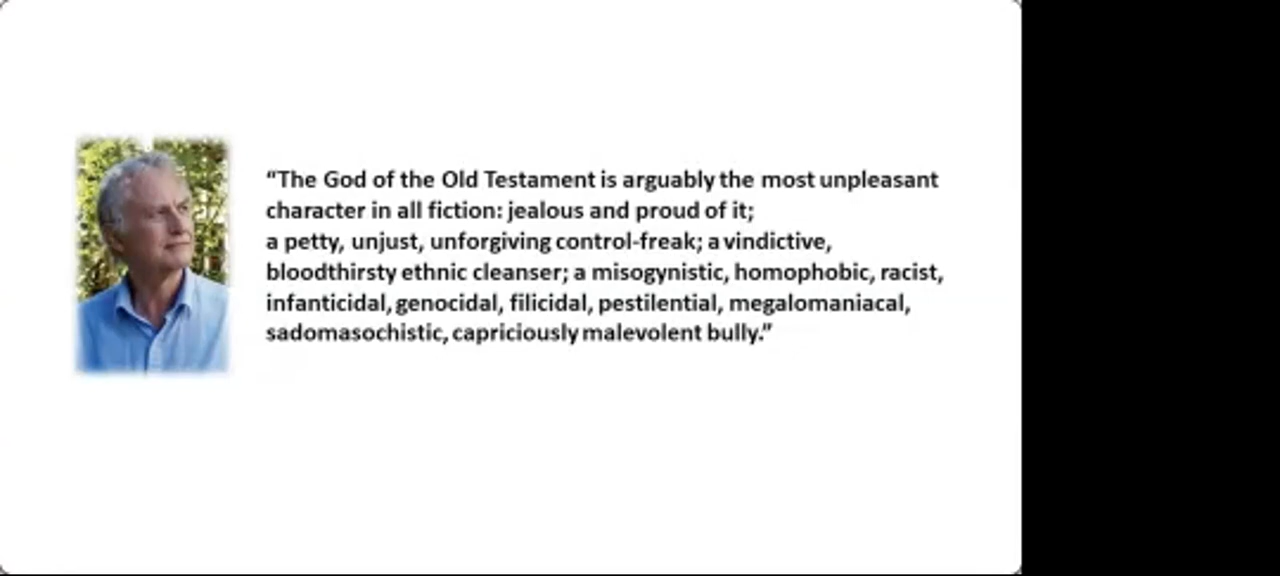 “The God of the Old Testament is arguably the most unpleasant
character in all fiction: jealous and proud of it;
a petty, unjust, unforgiving control-freak; a vindictive,
bloodthirsty ethnic cleanser; a misogynistic, homophobic, racist,
infanticidal, genocidal, filicidal, pestilential, megalomaniacal,
sadomasochistic, capriciously malevolent bully.”